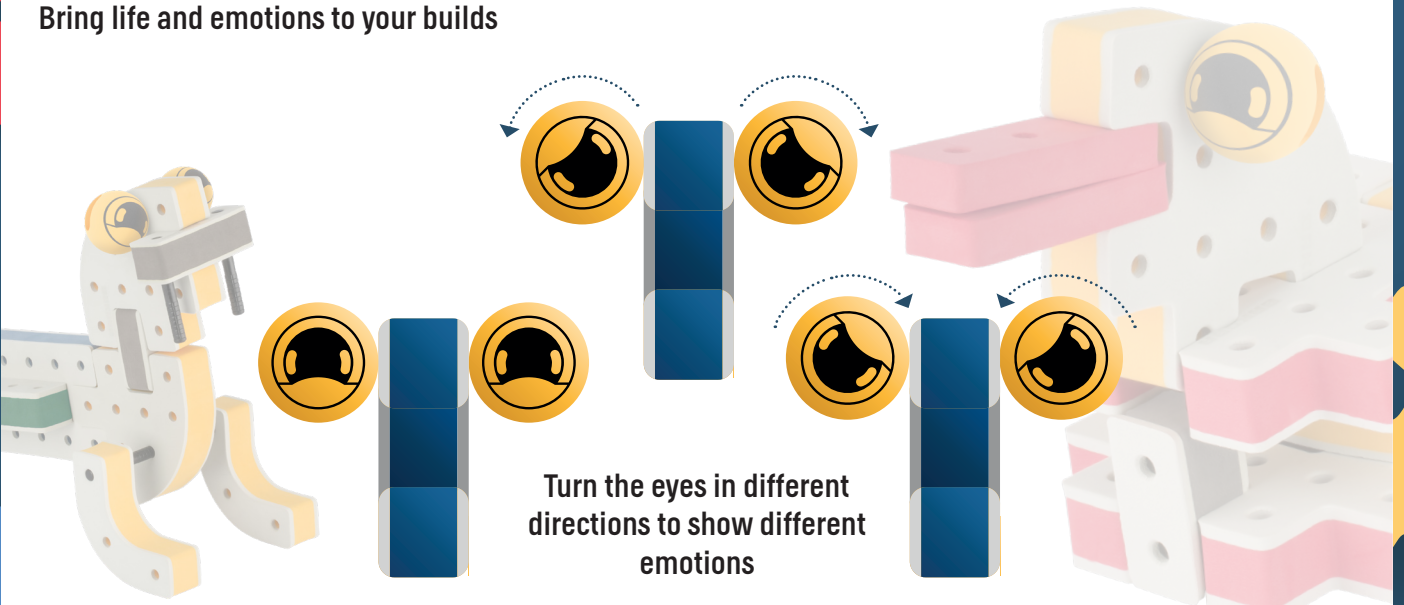 Bring life and emotions to your builds
Turn the eyes in different
directions to show different
emotions